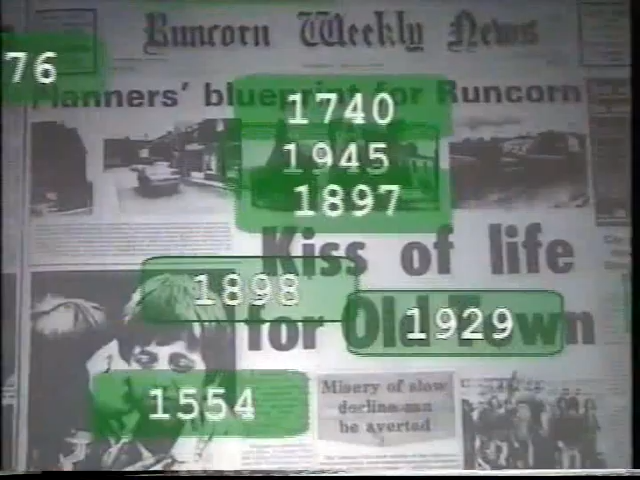 Runcorn Weekly News
76
Planners' blueprint for Runcorn
1740
1945
1897
Kiss of life
1898
for Old Town
1929
1554
Misery of slow
decline can
be averted